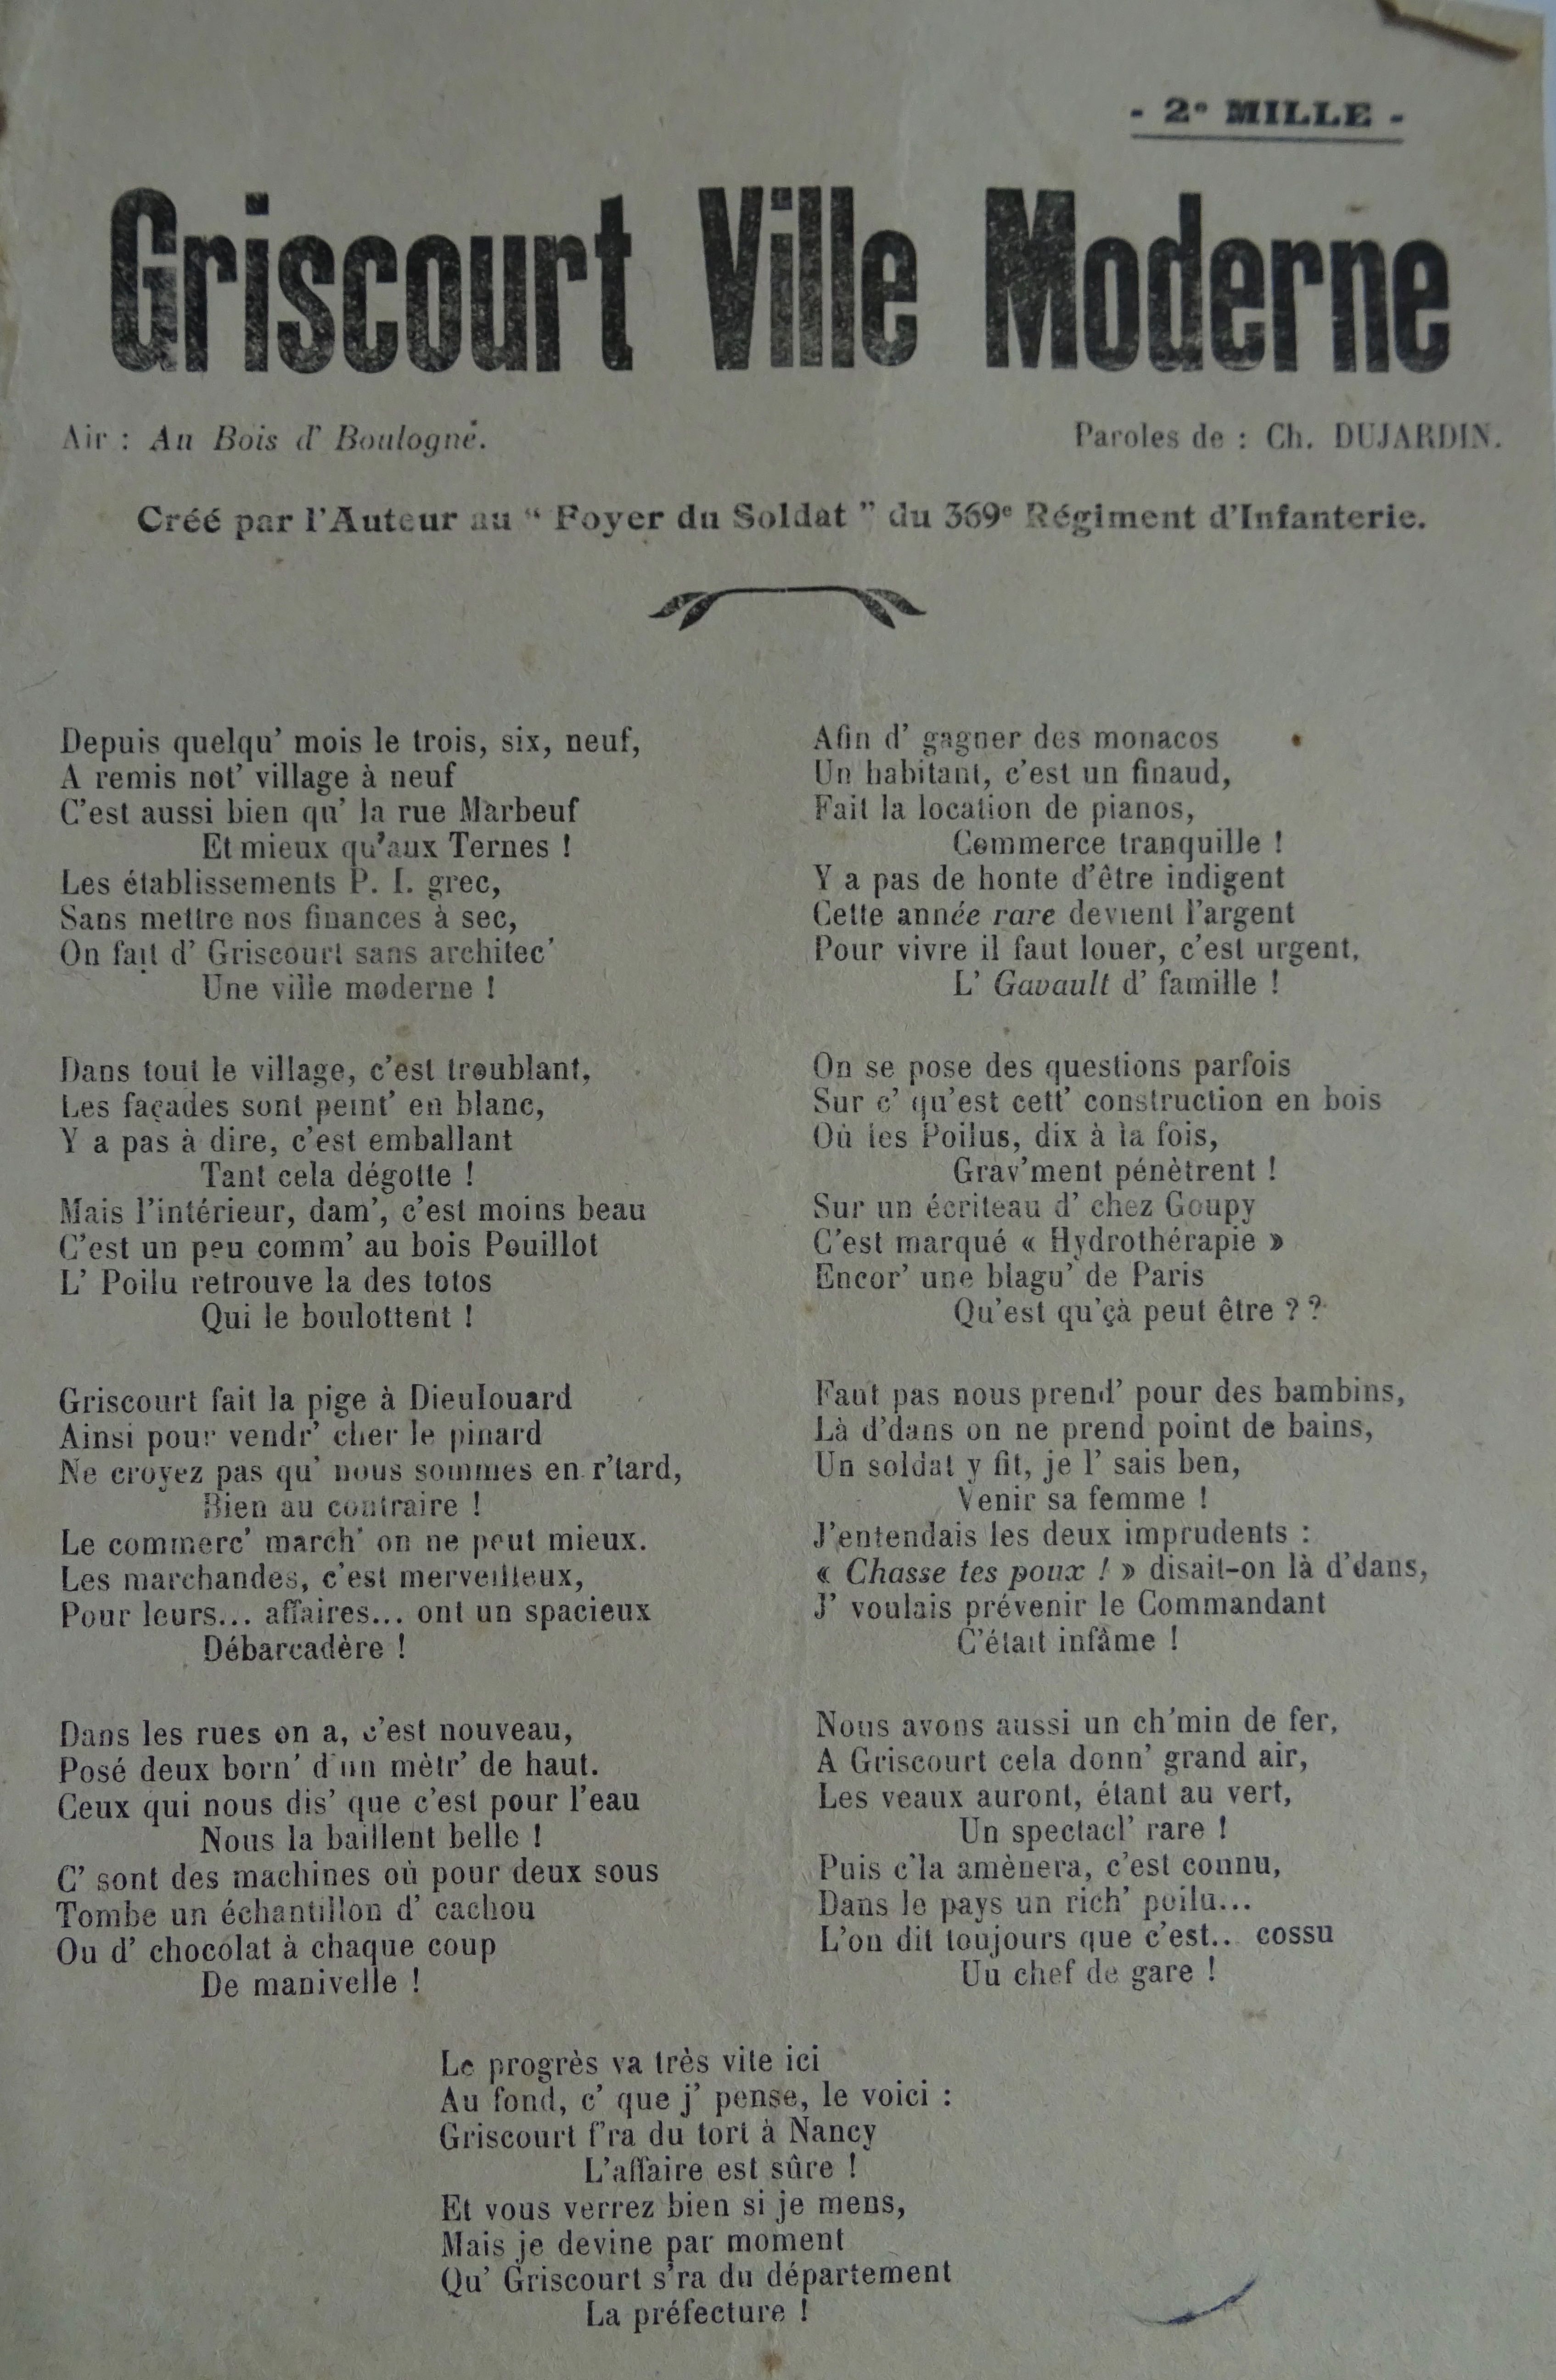 - 2e MILLE -
Griscourt Ville Moderne
Air : Au Bois d' Boulogne.
Paroles de : Ch. DUJARDIN.
Créé par l'Auteur au “ Foyer du Soldat ” du 369e Régiment d'Infanterie.
Depuis quelqu' mois le trois, six, neuf,
A remis not' village à neuf
C'est aussi bien qu' la rue Marbeuf
Et mieux qu'aux Ternes !
Les établissements P. I. grec,
Sans mettre nos finances à sec,
On fait d' Griscourt sans architec'
Une ville moderne !
Dans tout le village, c'est troublant,
Les façades sont peint' en blanc,
Y a pas à dire, c'est emballant
Tant cela dégotte !
Mais l'intérieur, dam', c'est moins beau
C'est un peu comm' au bois Pouillot
L' Poilu retrouve la des totos
Qui le boulottent !
Griscourt fait la pige à Dieulouard
Ainsi pour vendr' cher le pinard
Ne croyez pas qu' nous sommes en r'tard,
Bien au contraire !
Le commerc' march' on ne peut mieux.
Les marchandes, c'est merveilleux,
Pour leurs... affaires... ont un spacieux
Débarcadère !
Dans les rues on a, c'est nouveau,
Posé deux born' d'un mètr' de haut.
Ceux qui nous dis' que c'est pour l'eau
Nous la baillent belle !
C' sont des machines où pour deux sous
Tombe un échantillon d' cachou
Ou d' chocolat à chaque coup
De manivelle !
Afin d' gagner des monacos
Un habitant, c'est un finaud,
Fait la location de pianos,
Commerce tranquille !
Y a pas de honte d'être indigent
Cette année rare devient l'argent
Pour vivre il faut louer, c'est urgent,
L' Gavault d' famille !
On se pose des questions parfois
Sur c' qu'est cett' construction en bois
Où les Poilus, dix à la fois,
Grav'ment pénètrent !
Sur un écriteau d' chez Goupy
C'est marqué « Hydrothérapie »
Encor' une blagu' de Paris
Qu'est qu'çà peut être ??
Faut pas nous prend' pour des bambins,
Là d'dans on ne prend point de bains,
Un soldat y fit, je l' sais ben,
Venir sa femme !
J'entendais les deux imprudents :
« Chasse tes poux ! » disait-on là d'dans,
J' voulais prévenir le Commandant
C'était infâme !
Nous avons aussi un ch'min de fer,
A Griscourt cela donn' grand air,
Les veaux auront, étant au vert,
Un spectacl' rare !
Puis c'la amènera, c'est connu,
Dans le pays un rich' poilu...
L'on dit toujours que c'est.. cossu
Uu chef de gare !
Le progrès va très vite ici
Au fond, c' que j' pense, le voici :
Griscourt f'ra du tort à Nancy
L'affaire est sûre !
Et vous verrez bien si je mens,
Mais je devine par moment
Qu' Griscourt s'ra du département
La préfecture !